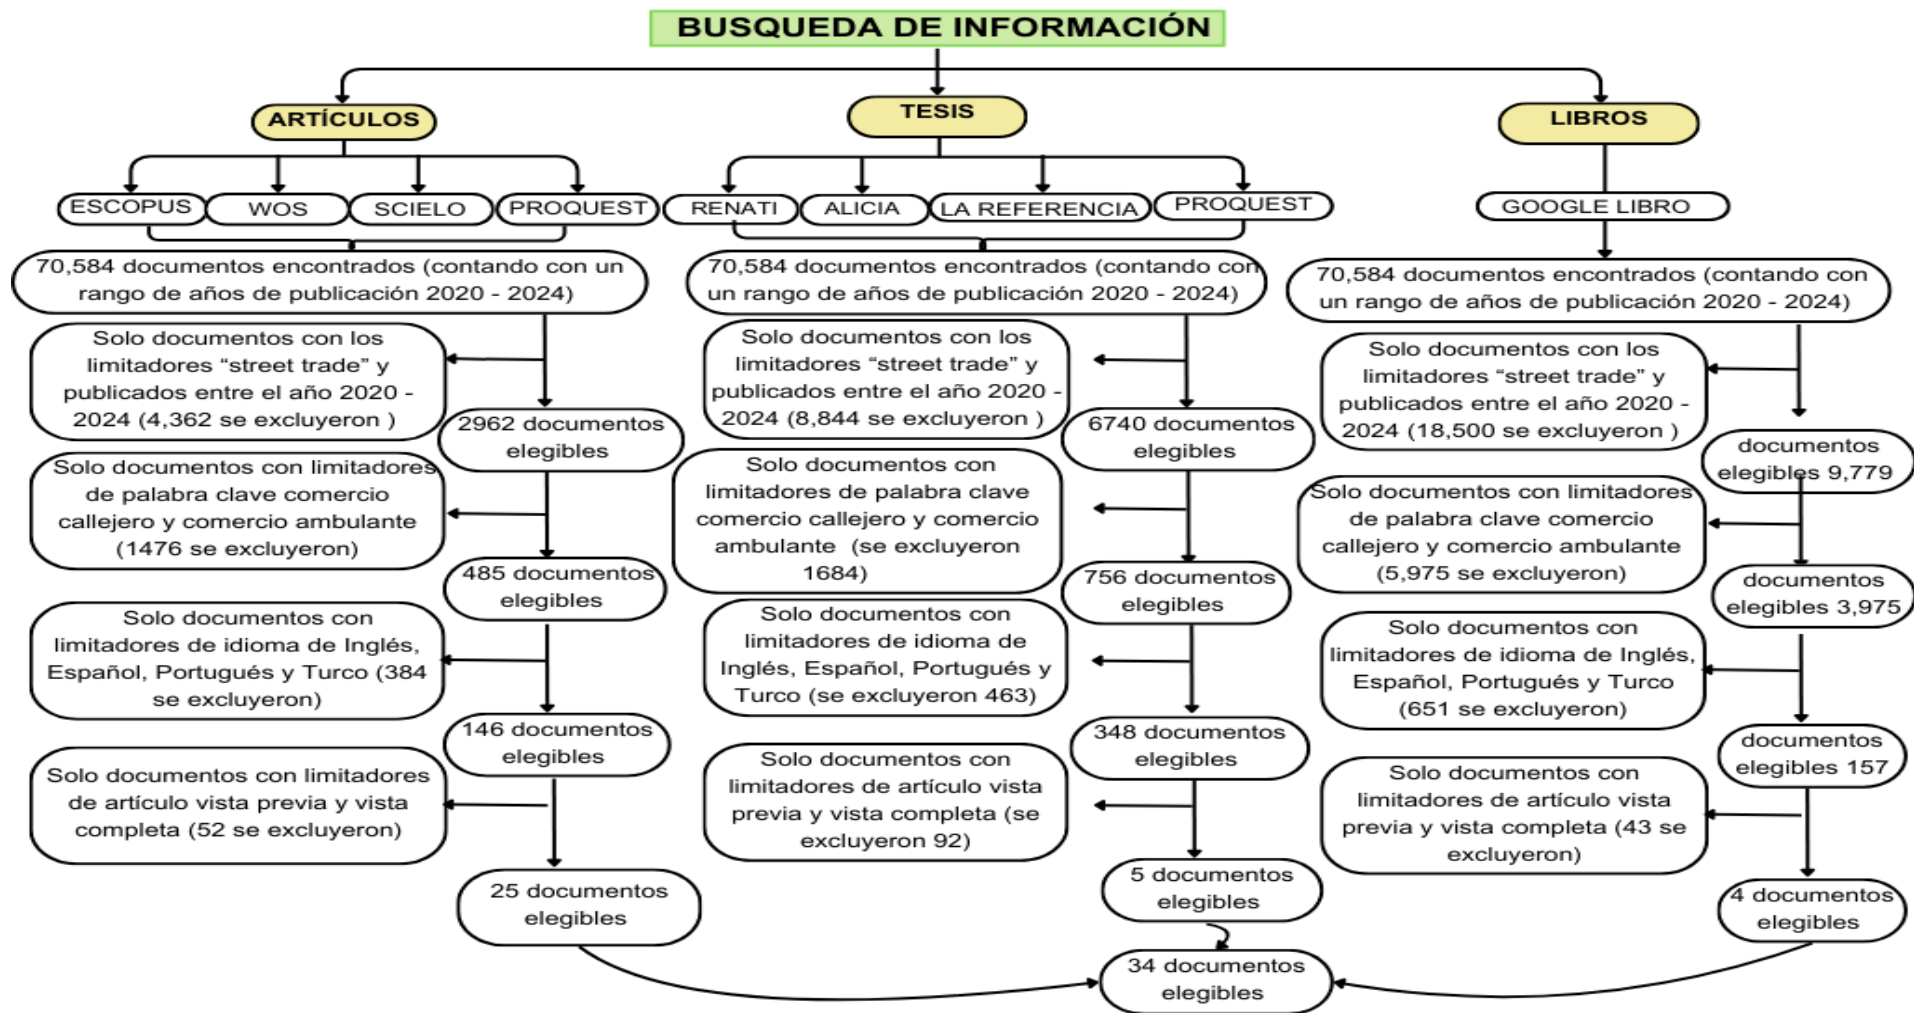 BUSQUEDA DE INFORMACIÓN
ARTÍCULOS
ESCOPUS
WOS
SCIELO
PROQUEST
70,584 documentos encontrados (contando con un
rango de años de publicación 2020 - 2024)
Solo documentos con los
limitadores “street trade” y
publicados entre el año 2020 -
2024 (4,362 se excluyeron )
2962 documentos
elegibles
Solo documentos con limitadores
de palabra clave comercio
callejero y comercio ambulante
(1476 se excluyeron)
485 documentos
elegibles
Solo documentos con
limitadores de idioma de Inglés,
Español, Portugués y Turco (384
se excluyeron)
146 documentos
elegibles
Solo documentos con limitadores
de artículo vista previa y vista
completa (52 se excluyeron)
25 documentos
elegibles
TESIS
RENATI
ALICIA
LA REFERENCIA
PROQUEST
70,584 documentos encontrados (contando con
un rango de años de publicación 2020 - 2024)
Solo documentos con los
limitadores “street trade” y
publicados entre el año 2020 -
2024 (8,844 se excluyeron )
6740 documentos
elegibles
Solo documentos con
limitadores de palabra clave
comercio callejero y comercio
ambulante (se excluyeron
1684)
756 documentos
elegibles
Solo documentos con
limitadores de idioma de
Inglés, Español, Portugués y
Turco (se excluyeron 463)
348 documentos
elegibles
Solo documentos con
limitadores de artículo vista
previa y vista completa (se
excluyeron 92)
5 documentos
elegibles
LIBROS
GOOGLE LIBRO
70,584 documentos encontrados (contando con
un rango de años de publicación 2020 - 2024)
Solo documentos con los
limitadores “street trade” y
publicados entre el año 2020 -
2024 (18,500 se excluyeron )
documentos
elegibles 9,779
Solo documentos con limitadores
de palabra clave comercio
callejero y comercio ambulante
(5,975 se excluyeron)
documentos
elegibles 3,975
Solo documentos con
limitadores de idioma de Inglés,
Español, Portugués y Turco
(651 se excluyeron)
documentos
elegibles 157
Solo documentos con
limitadores de artículo vista
previa y vista completa (43 se
excluyeron)
4 documentos
elegibles
34 documentos
elegibles